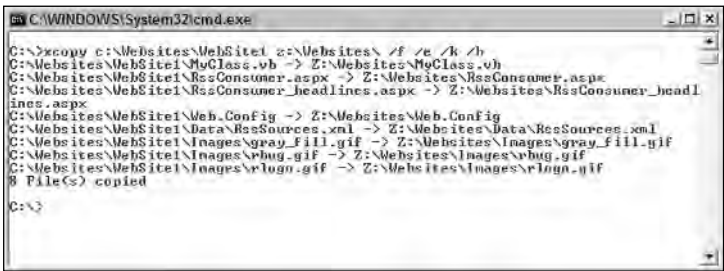 C:\WINDOWS\System32\cmd.exe
C:\>xcopy c:\Websites\WebSite1 z:\Websites\ /f /e /k /h
C:\Websites\WebSite1\MyClass.vb -> Z:\Websites\MyClass.vb
C:\Websites\WebSite1\RssConsumer.aspx -> Z:\Websites\RssConsumer.aspx
C:\Websites\WebSite1\RssConsumer_headlines.aspx -> Z:\Websites\RssConsumer_headl
ines.aspx
C:\Websites\WebSite1\Web.Config -> Z:\Websites\Web.Config
C:\Websites\WebSite1\Data\RssSources.xml -> Z:\Websites\Data\RssSources.xml
C:\Websites\WebSite1\Images\gray_fill.gif -> Z:\Websites\Images\gray_fill.gif
C:\Websites\WebSite1\Images\rbug.gif -> Z:\Websites\Images\rbug.gif
C:\Websites\WebSite1\Images\rlogo.gif -> Z:\Websites\Images\rlogo.gif
8 File(s) copied
C:\>